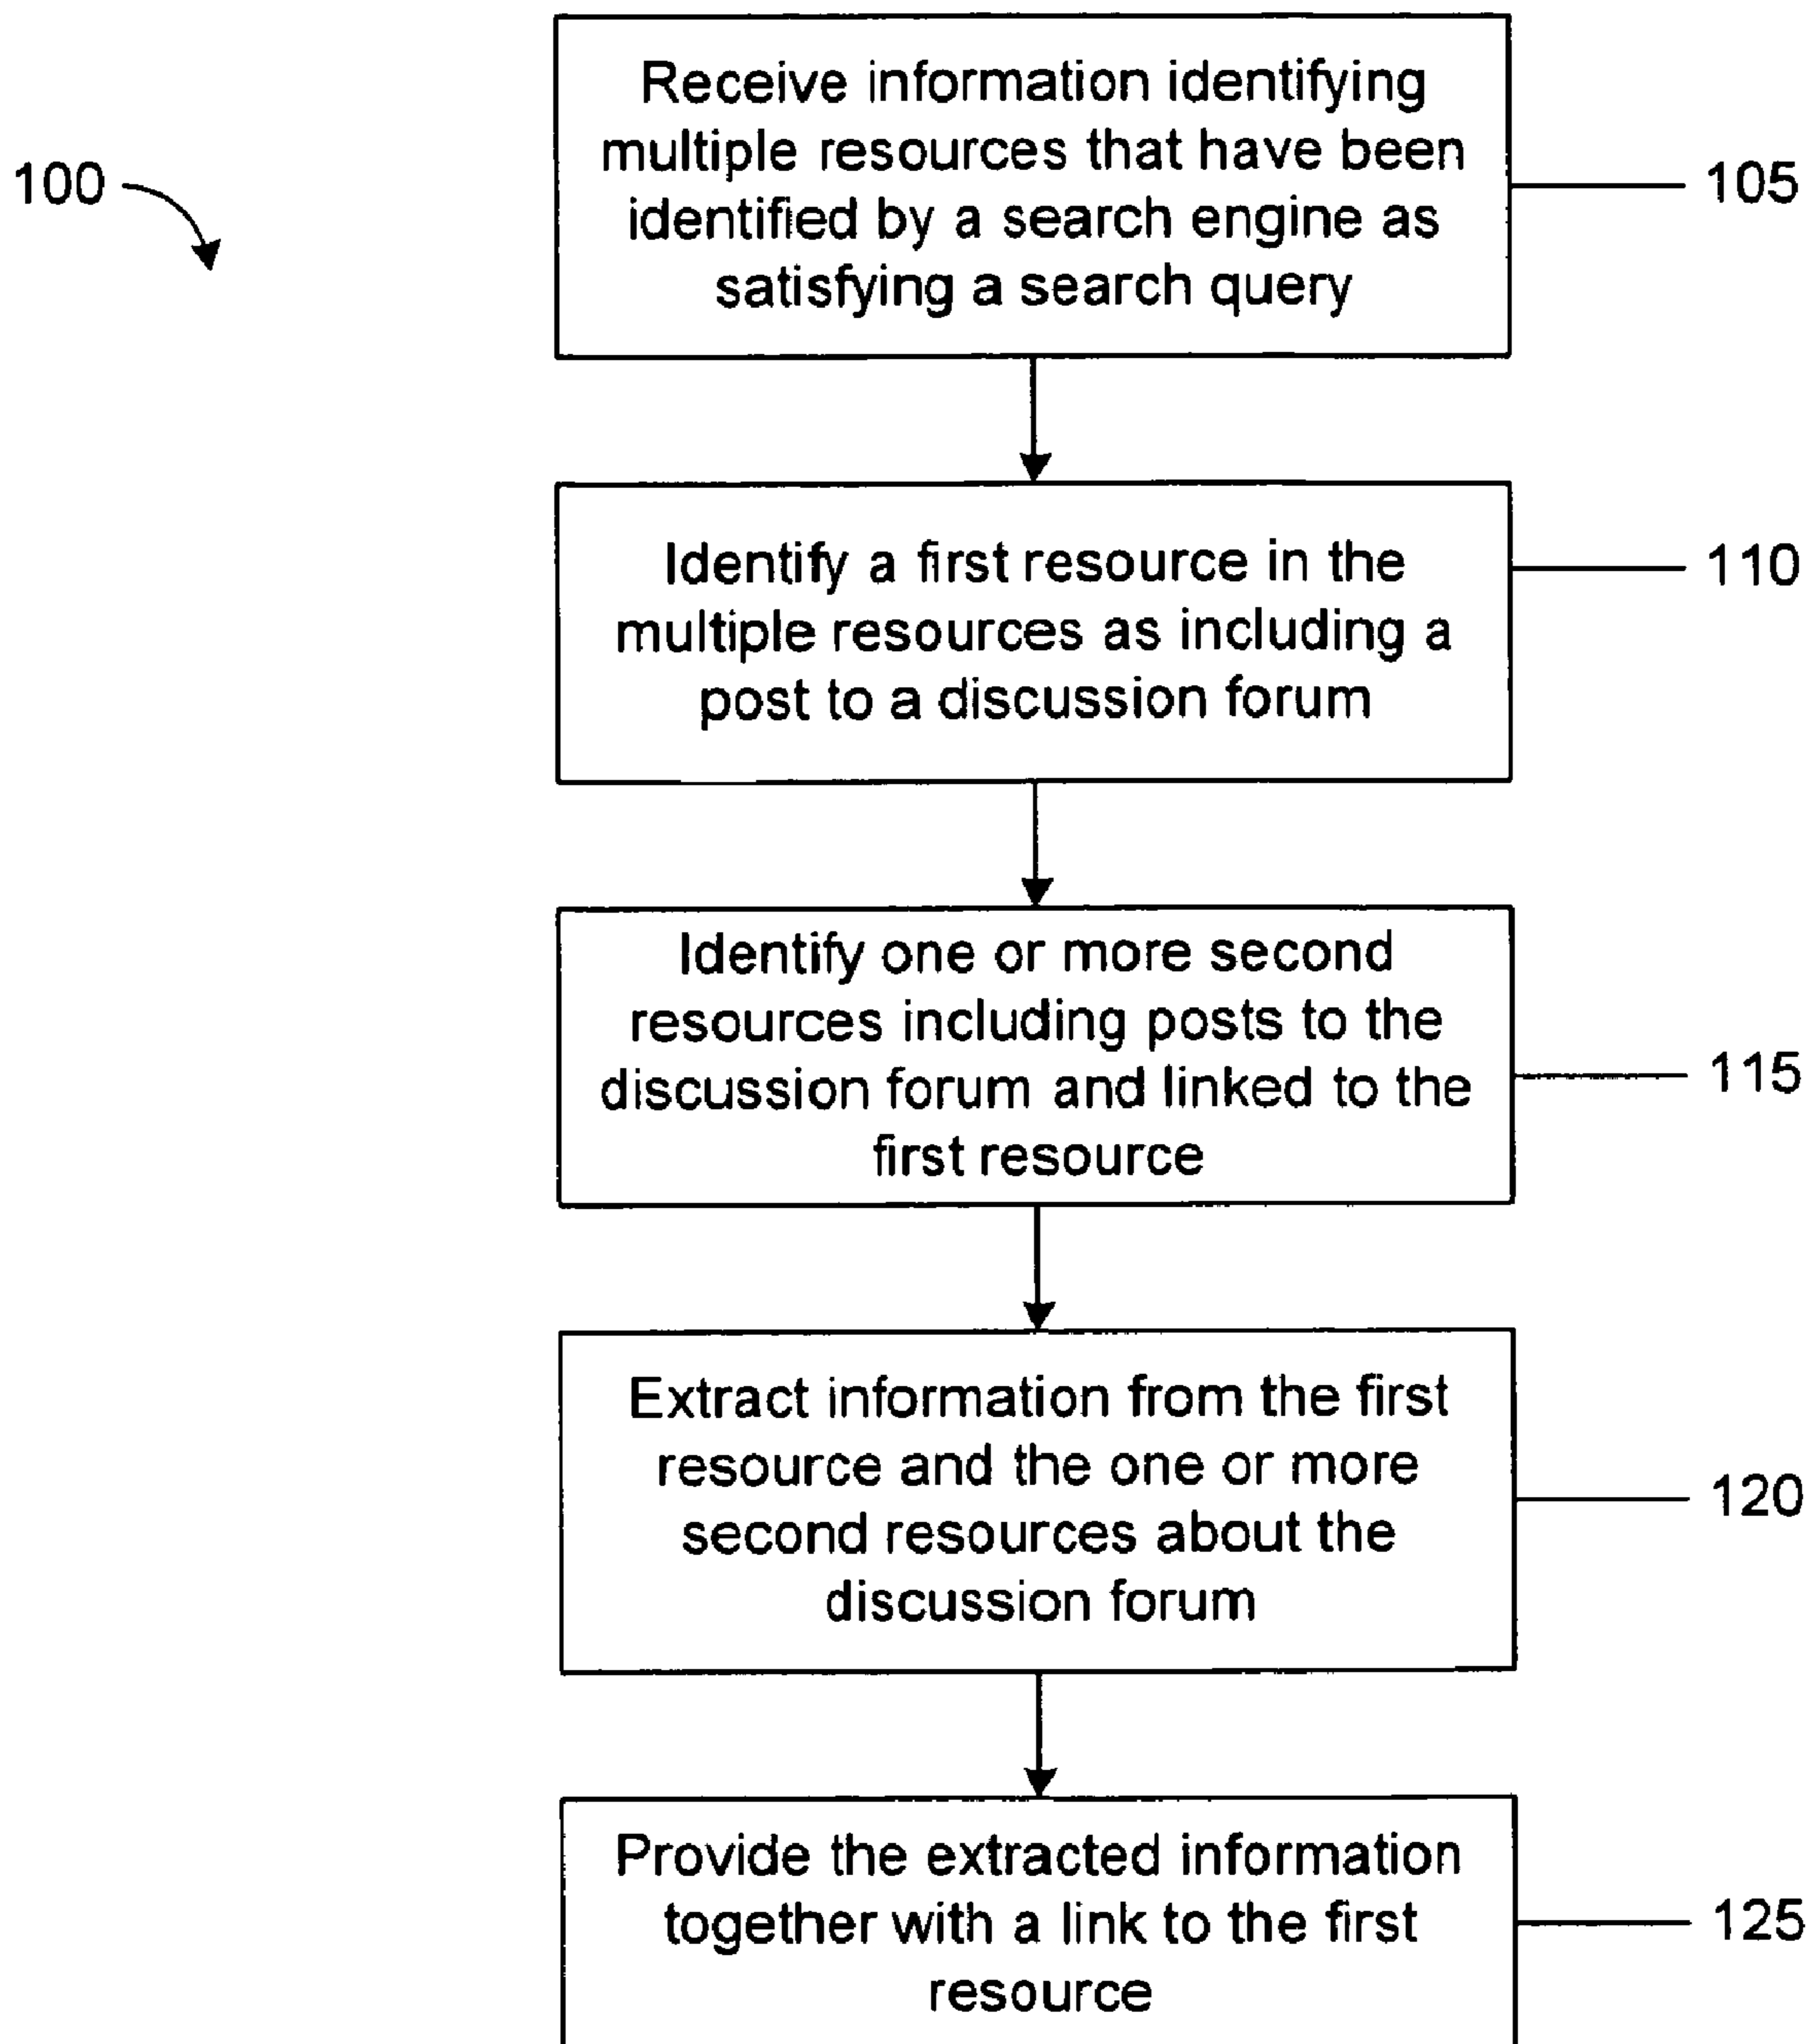 Receive information identifying
multiple resources that have been
identified by a search engine as
satisfying a search query
100
105
Identify a first resource in the
multiple resources as including a
post to a discussion forum
110
Identify one or more second
resources including posts to the
discussion forum and linked to the
first resource
115
Extract information from the first
resource and the one or more
second resources about the
discussion forum
120
Provide the extracted information
together with a link to the first
resource
125